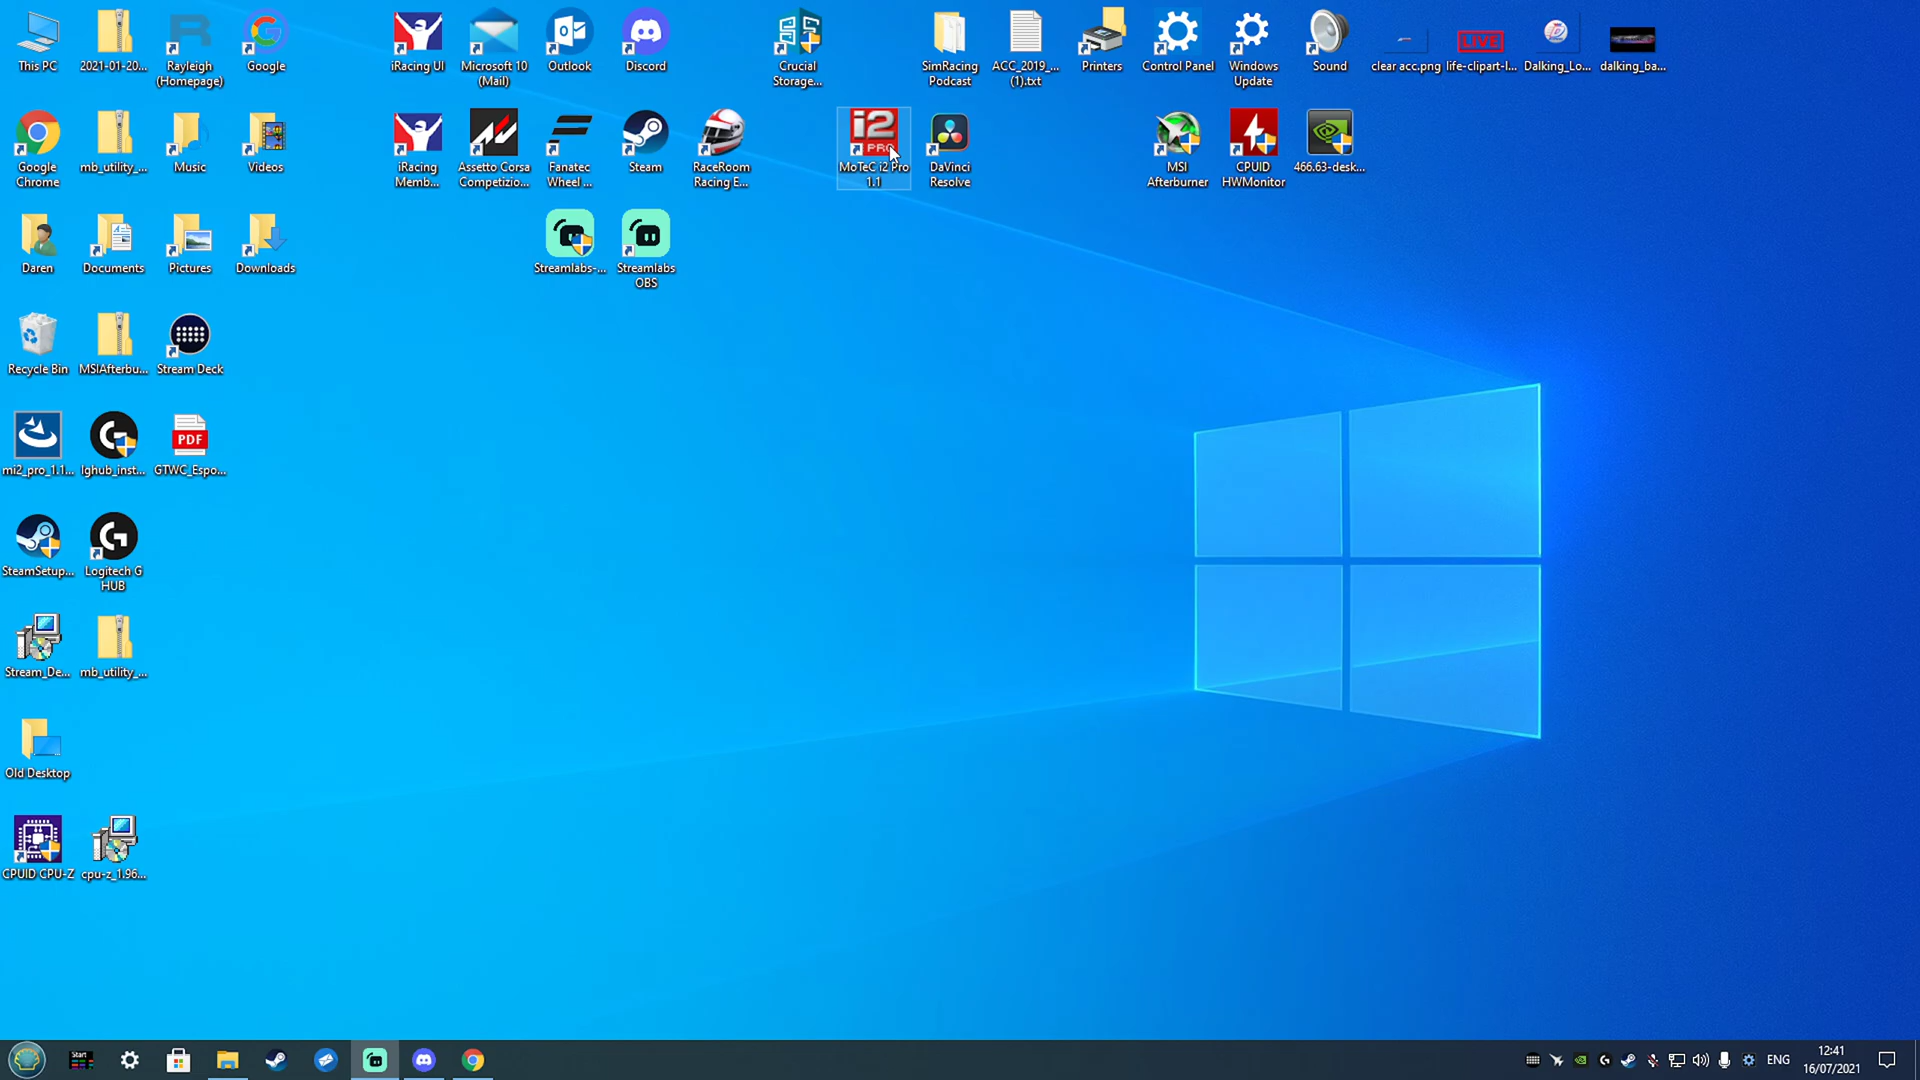 This PC
2021-01-20...
Rayleigh
(Homepage)
Google
iRacing UI
Microsoft 10
(Mail)
Outlook
Discord
Crucial
Storage...
SimRacing
Podcast
ACC_2019_...
(1).txt
Printers
Control Panel
Windows
Update
Sound
clear acc.png
LIVE
life-clipart-l...
Dalking_Lo...
dalking_ba...
Google
Chrome
mb_utility_...
Music
Videos
iRacing
Memb...
Assetto Corsa
Competizio...
Fanatec
Wheel ...
Steam
RaceRoom
Racing E...
i2
PRO
MoTeC i2 Pro
1.1
DaVinci
Resolve
MSI
Afterburner
CPUID
HWMonitor
466.63-desk...
Daren
Documents
Pictures
Downloads
Streamlabs-...
Streamlabs
OBS
Recycle Bin
MSIAfterbu...
Stream Deck
mi2_pro_1.1...
lghub_inst...
PDF
GTWC_Espo...
SteamSetup...
Logitech G
HUB
Stream_De...
mb_utility_...
Old Desktop
CPUID CPU-Z
cpu-z_1.96...
Start
ENG
12:41
16/07/2021